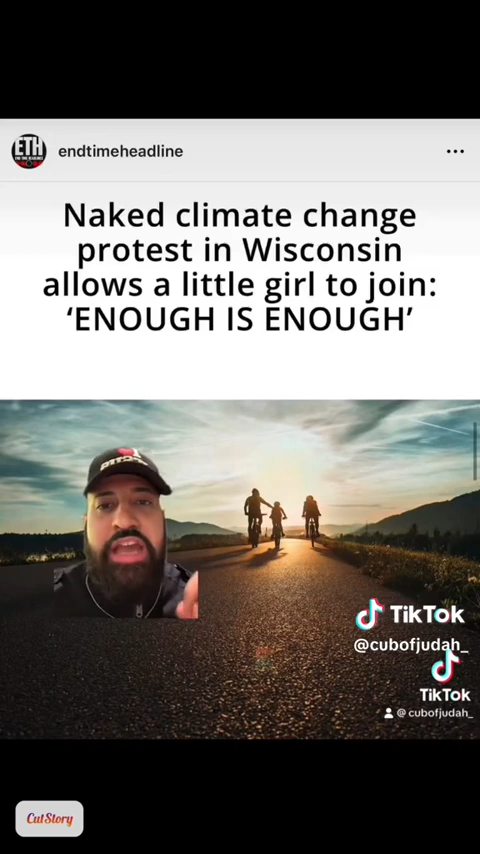 ETH
endtimeheadline
Naked climate change
protest in Wisconsin
allows a little girl to join:
‘ENOUGH IS ENOUGH’
TikTok
@cubofjudah_
TikTok
@ cubofjudah_
CutStory